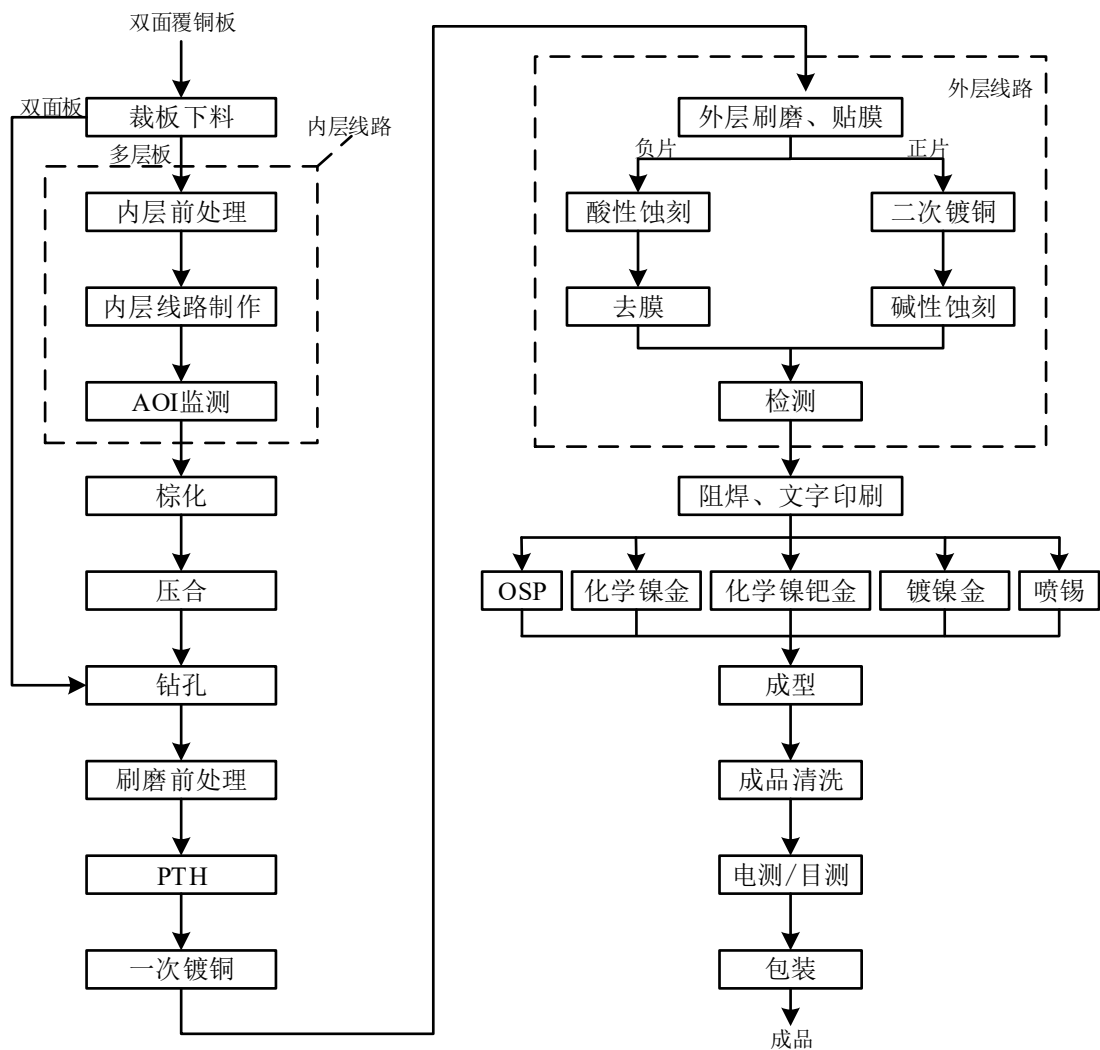 双面覆铜板
双面板
裁板下料
内层线路
多层板
内层前处理
内层线路制作
AOI监测
棕化
压合
钻孔
刷磨前处理
PTH
一次镀铜
外层线路
外层刷磨、贴膜
负片
正片
酸性蚀刻
二次镀铜
去膜
碱性蚀刻
检测
阻焊、文字印刷
OSP
化学镍金
化学镍钯金
镀镍金
喷锡
成型
成品清洗
电测/目测
包装
成品